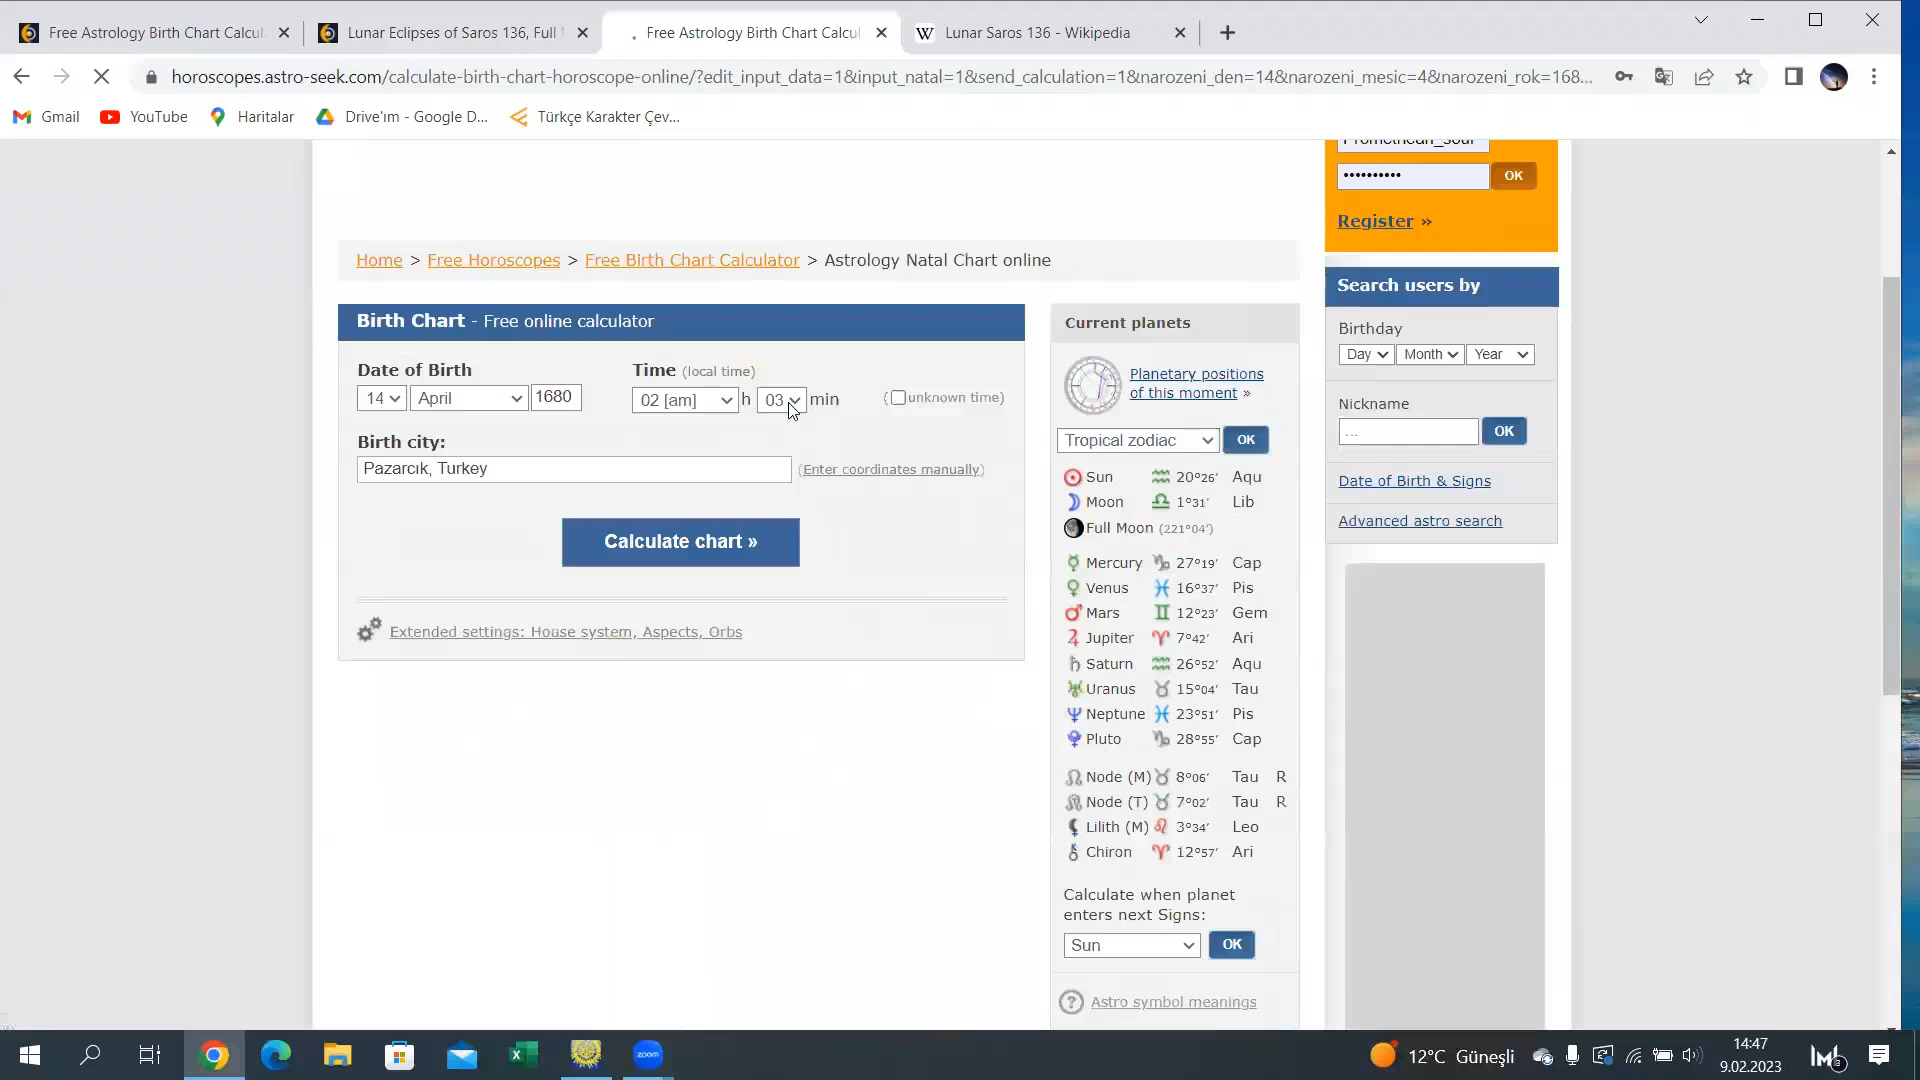 Free Astrology Birth Chart Calcul
Lunar Eclipses of Saros 136, Full
Free Astrology Birth Chart Calcul
Lunar Saros 136 - Wikipedia
horoscopes.astro-seek.com/calculate-birth-chart-horoscope-online/?edit_input_data=1&input_natal=1&send_calculation=1&narozeni_den=14&narozeni_mesic=4&narozeni_rok=168...
Gmail
YouTube
Haritalar
Drive'ım - Google D...
Türkçe Karakter Çev...
•••••••••• OK
Register »
Home > Free Horoscopes > Free Birth Chart Calculator > Astrology Natal Chart online
Birth Chart - Free online calculator
Date of Birth
14 April 1680
Time (local time)
02 [am] h 03 min (unknown time)
Birth city:
Pazarcık, Turkey (Enter coordinates manually)
Calculate chart »
Extended settings: House system, Aspects, Orbs
Current planets
Planetary positions
of this moment »
Tropical zodiac OK
Sun 20°26' Aqu
Moon 1°31' Lib
Full Moon (221°04')
Mercury 27°19' Cap
Venus 16°37' Pis
Mars 12°23' Gem
Jupiter 7°42' Ari
Saturn 26°52' Aqu
Uranus 15°04' Tau
Neptune 23°51' Pis
Pluto 28°55' Cap
Node (M) 8°06' Tau R
Node (T) 7°02' Tau R
Lilith (M) 3°34' Leo
Chiron 12°57' Ari
Calculate when planet
enters next Signs:
Sun OK
Astro symbol meanings
Search users by
Birthday
Day Month Year
Nickname
... OK
Date of Birth & Signs
Advanced astro search
zoom
12°C Güneşli
14:47
9.02.2023
3